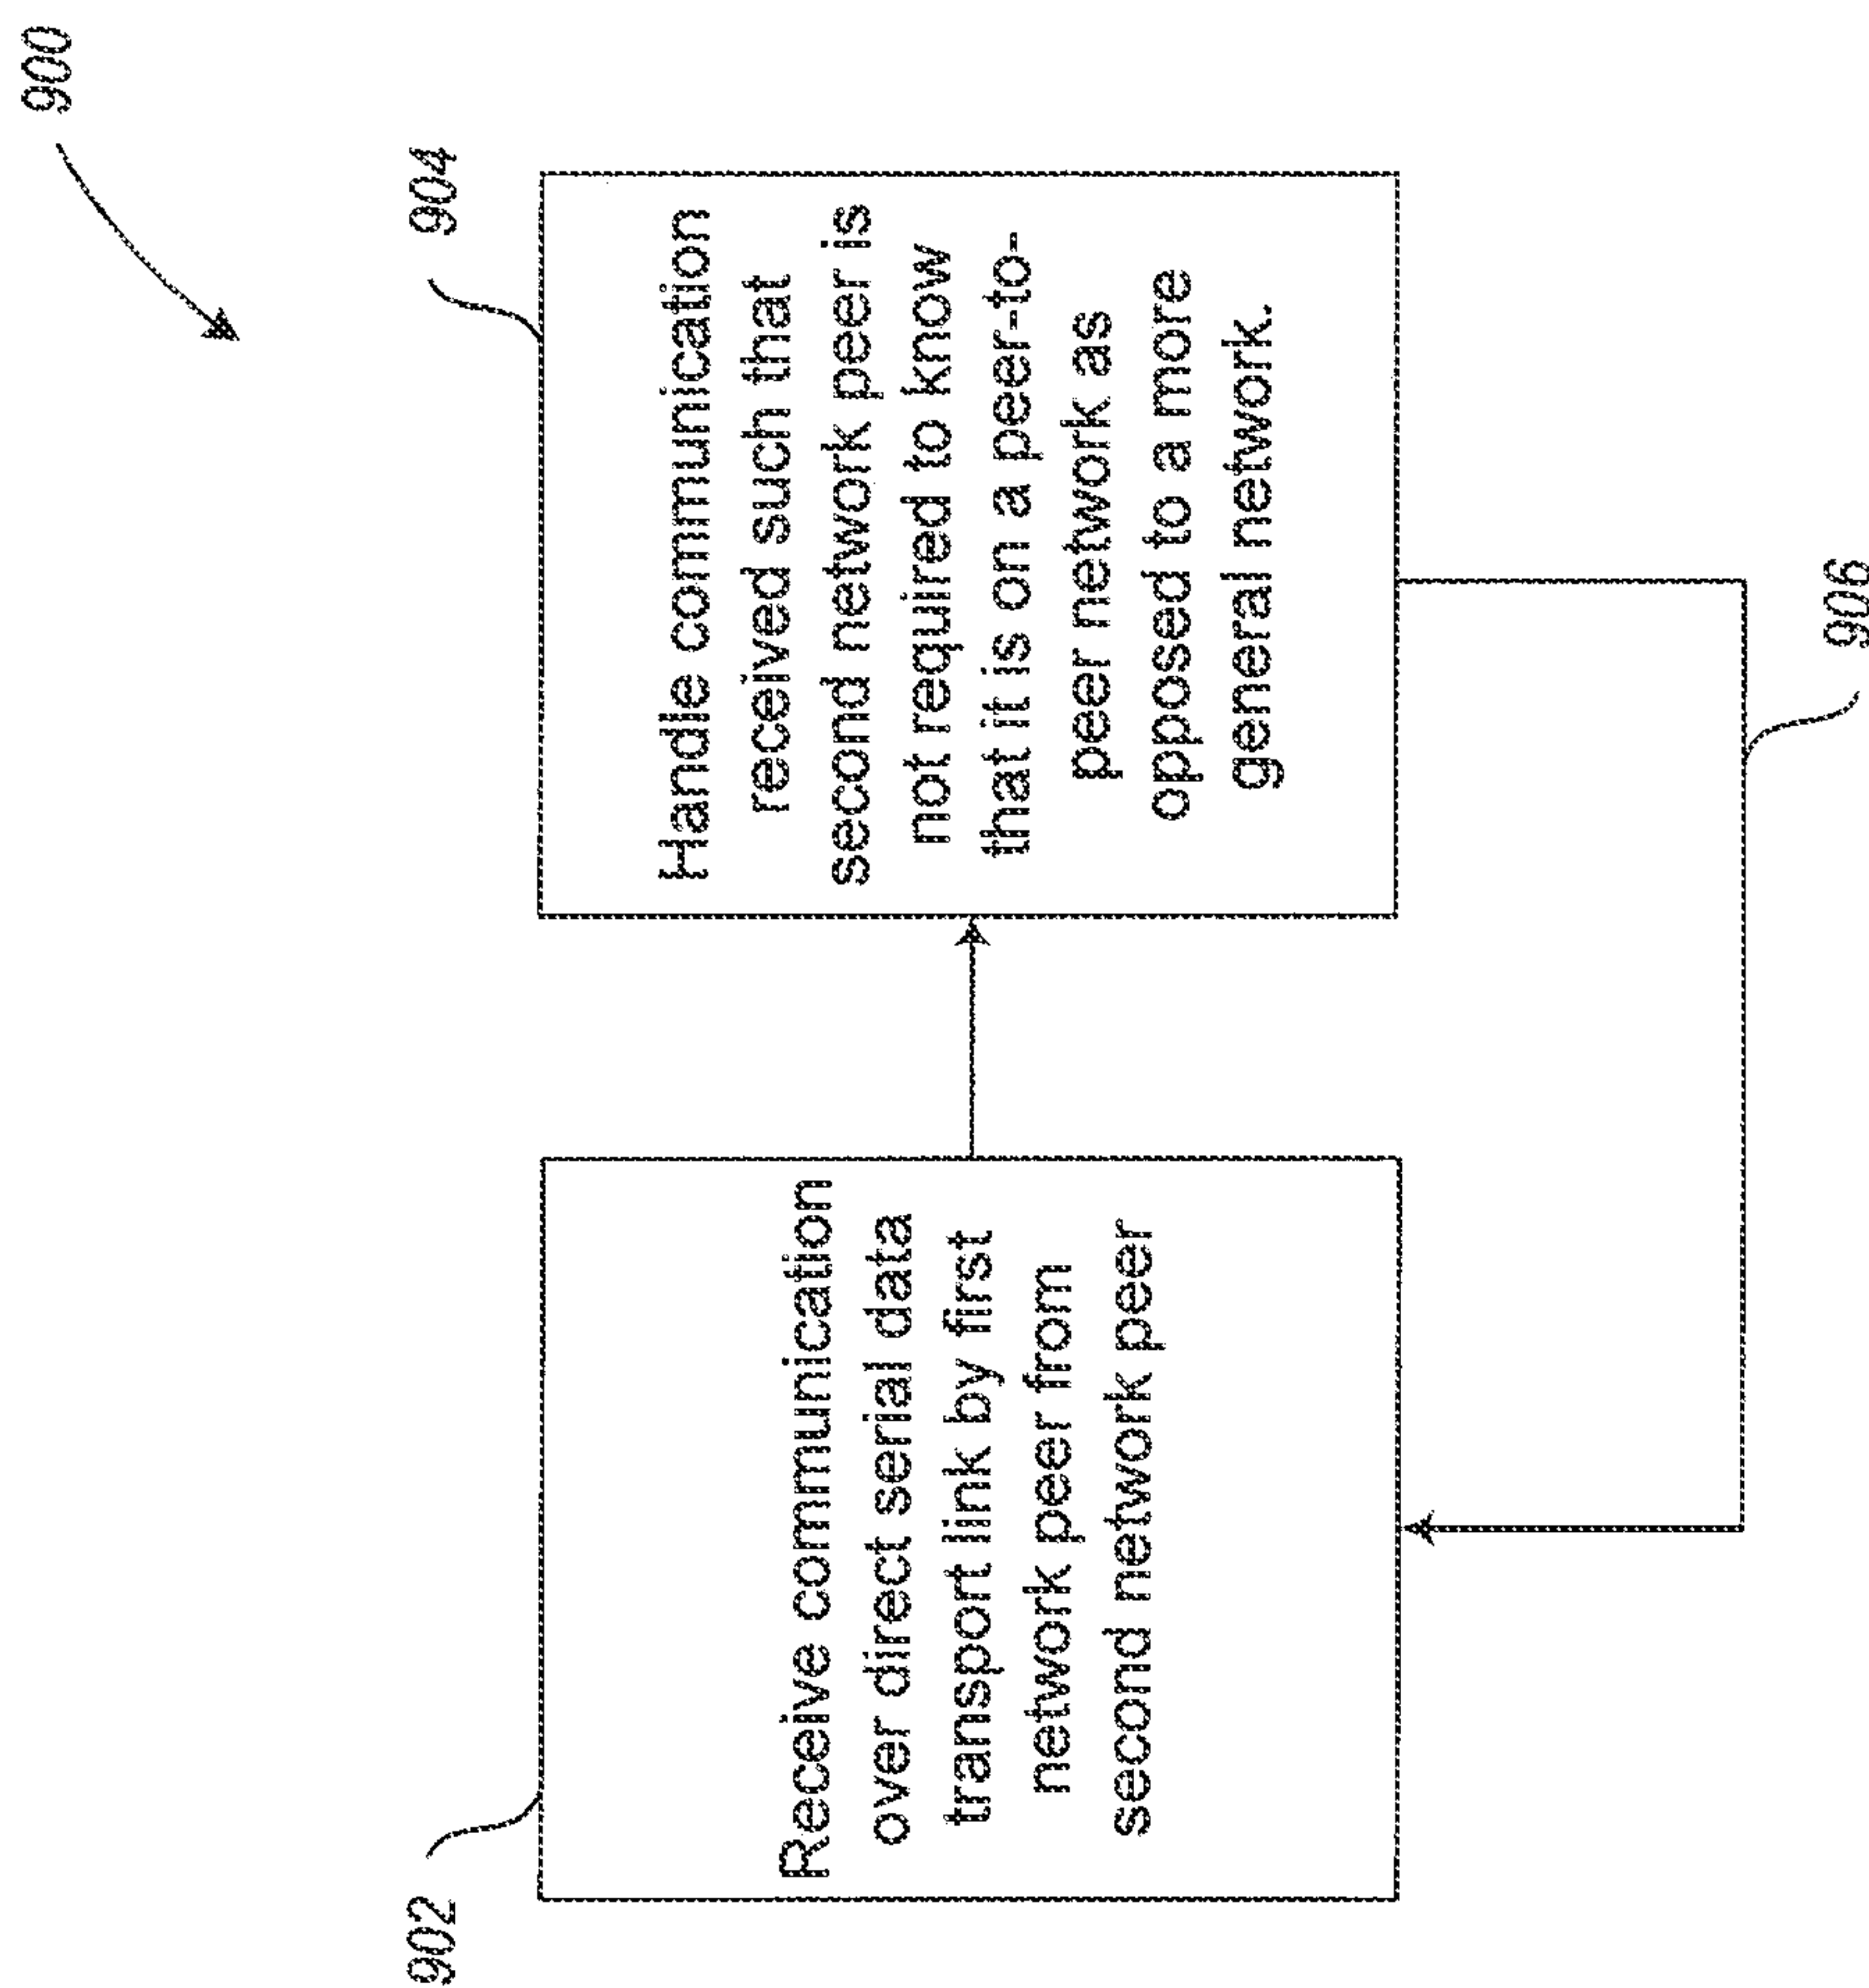 900
902
Receive communication
over direct serial data
transport link by first
network peer from
second network peer
904
Handle communication
received such that
second network peer is
not required to know
that it is on a peer-to-
peer network as
opposed to a more
general network.
906